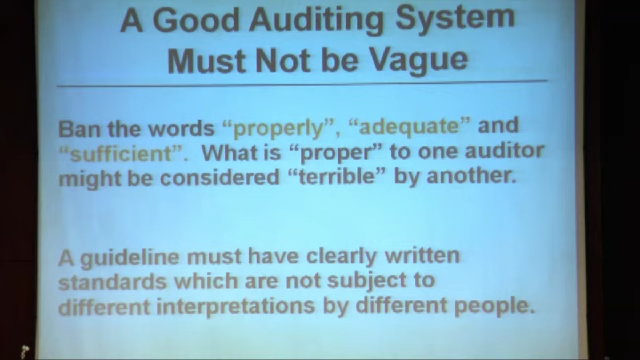 A Good Auditing System
Must Not be Vague
Ban the words “properly”, “adequate” and
“sufficient”. What is “proper” to one auditor
might be considered “terrible” by another.
A guideline must have clearly written
standards which are not subject to
different interpretations by different people.